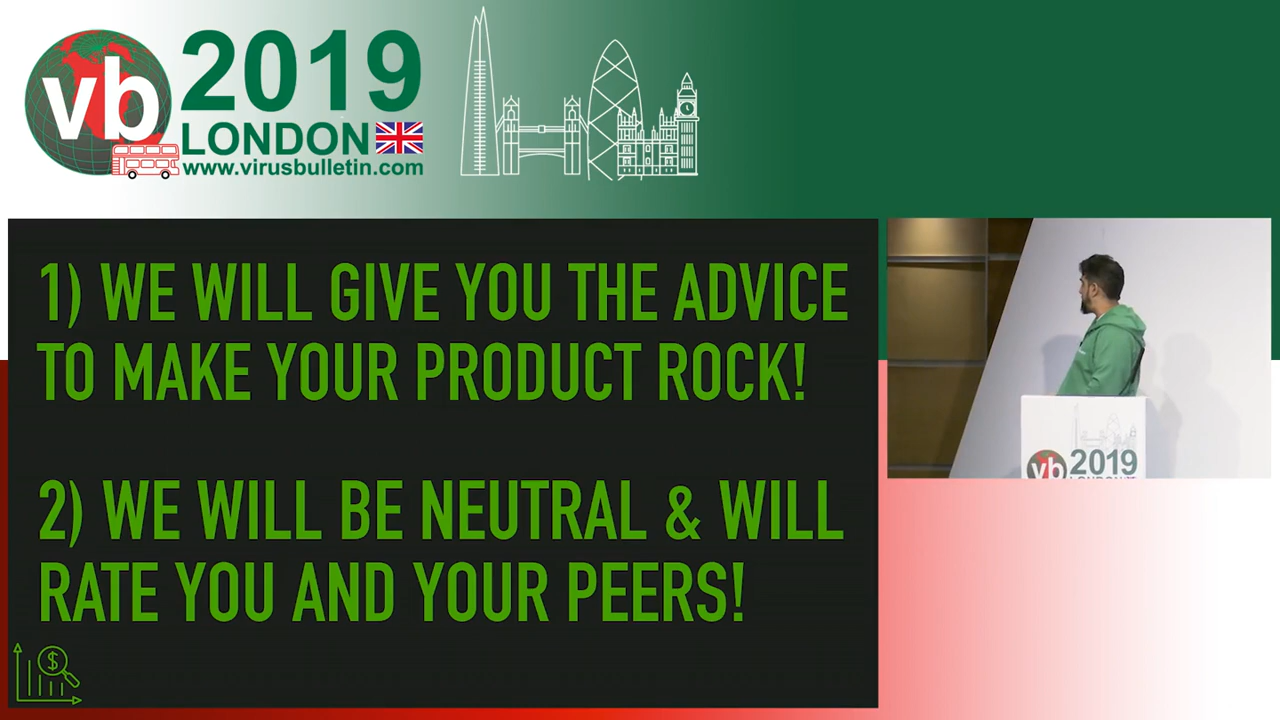 vb
2019
LONDON
www.virusbulletin.com
1) WE WILL GIVE YOU THE ADVICE
TO MAKE YOUR PRODUCT ROCK!
2) WE WILL BE NEUTRAL & WILL
RATE YOU AND YOUR PEERS!
$
vb
2019
LONDON